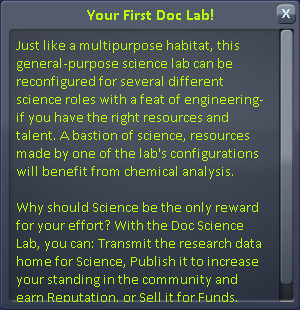 Your First Doc Lab!
X
Just like a multipurpose habitat, this
general-purpose science lab can be
reconfigured for several different
science roles with a feat of engineering-
if you have the right resources and
talent. A bastion of science, resources
made by one of the lab's configurations
will benefit from chemical analysis.
Why should Science be the only reward
for your effort? With the Doc Science
Lab, you can: Transmit the research data
home for Science, Publish it to increase
your standing in the community and
earn Reputation, or Sell it for Funds.